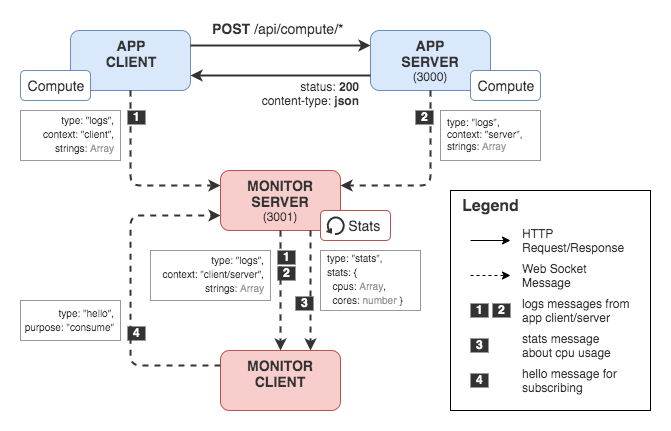 POST /api/compute/*
APP
CLIENT
Compute
APP
SERVER
(3000)
Compute
status: 200
content-type: json
1
type: "logs",
context: "client",
strings: Array
2
type: "logs",
context: "server",
strings: Array
MONITOR
SERVER
(3001)
Stats
type: "logs",
context: "client/server",
strings: Array
1
2
type: "stats",
stats: {
cpus: Array,
cores: number }
3
type: "hello",
purpose: "consume"
4
MONITOR
CLIENT
Legend
HTTP
Request/Response
Web Socket
Message
1 2 logs messages from
app client/server
3 stats message
about cpu usage
4 hello message for
subscribing